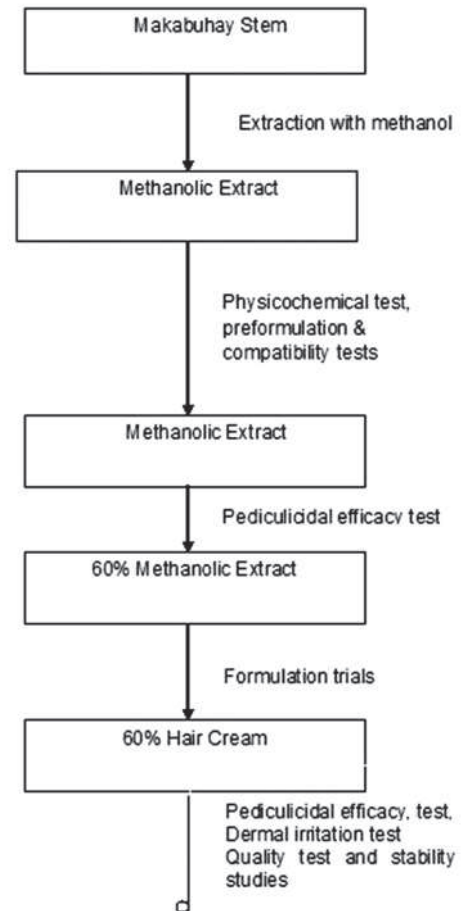 Makabuhay Stem
Extraction with methanol
Methanolic Extract
Physicochemical test,
preformulation &
compatibility tests
Methanolic Extract
Pediculicidal efficacy test
60% Methanolic Extract
Formulation trials
60% Hair Cream
Pediculicidal efficacy, test,
Dermal irritation test
Quality test and stability
studies